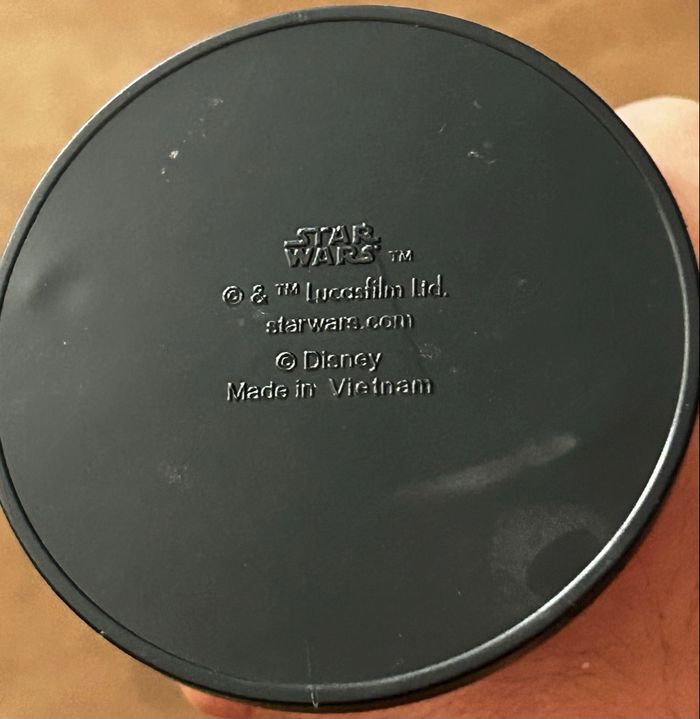 STAR
WARS ™
© & ™ Lucasfilm Ltd.
starwars.com
© Disney
Made in Vietnam